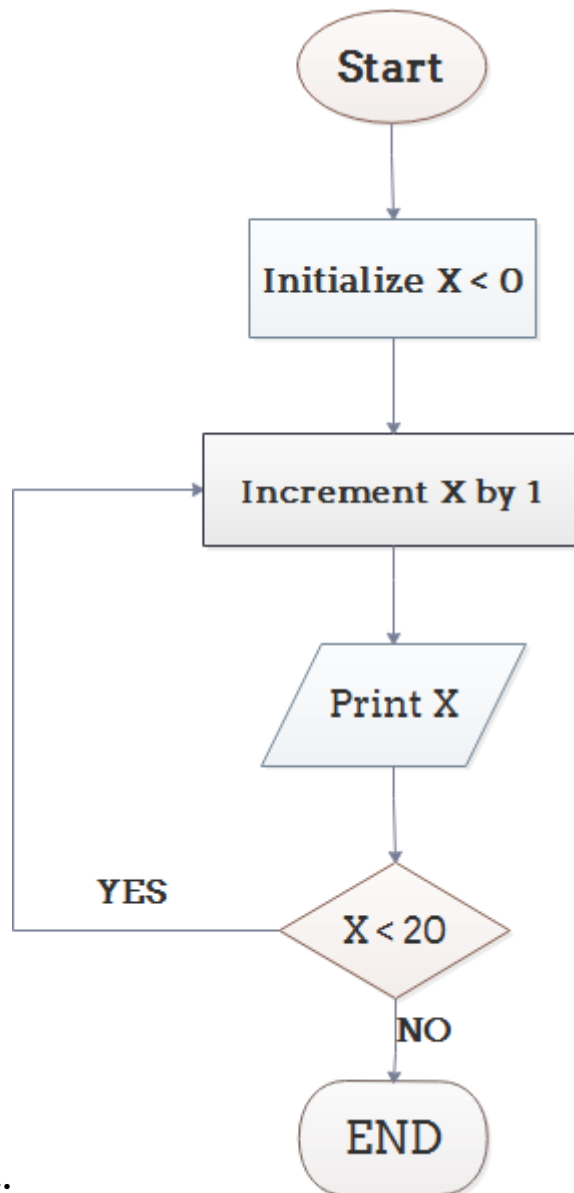 Start
Initialize X < 0
Increment X by 1
Print X
YES
X < 20
NO
END